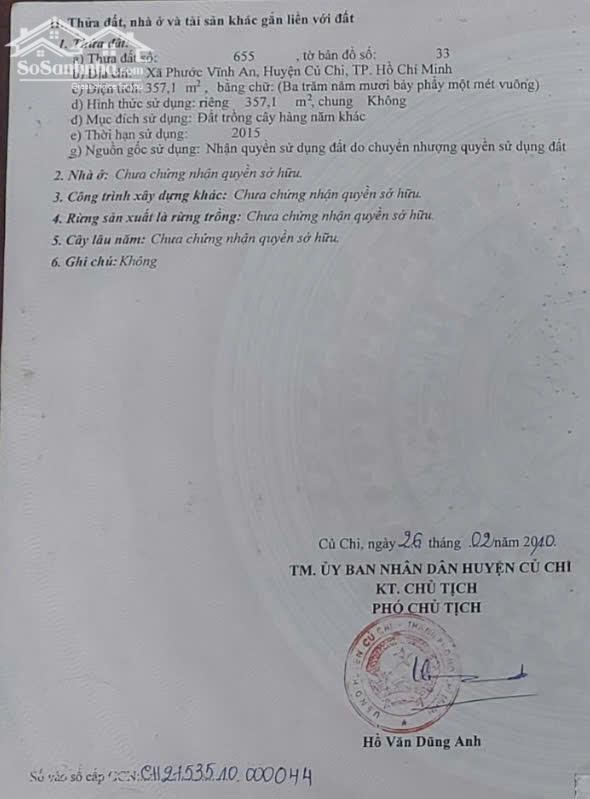 II. Thửa đất, nhà ở và tài sản khác gắn liền với đất
SoSanNha.com
1. Thửa đất:
a) Thửa đất số: 655 , tờ bản đồ số: 33
b) Địa chỉ: Xã Phước Vĩnh An, Huyện Củ Chi, TP. Hồ Chí Minh
c) Diện tích: 357,1 m², bằng chữ: (Ba trăm năm mươi bảy phẩy một mét vuông)
d) Hình thức sử dụng: riêng 357,1 m², chung Không
đ) Mục đích sử dụng: Đất trồng cây hàng năm khác
e) Thời hạn sử dụng: 2015
g) Nguồn gốc sử dụng: Nhận quyền sử dụng đất do chuyển nhượng quyền sử dụng đất
2. Nhà ở: Chưa chứng nhận quyền sở hữu.
3. Công trình xây dựng khác: Chưa chứng nhận quyền sở hữu.
4. Rừng sản xuất là rừng trồng: Chưa chứng nhận quyền sở hữu.
5. Cây lâu năm: Chưa chứng nhận quyền sở hữu.
6. Ghi chú: Không
Củ Chi, ngày 26 tháng 02 năm 2010.
TM. ỦY BAN NHÂN DÂN HUYỆN CỦ CHI
KT. CHỦ TỊCH
PHÓ CHỦ TỊCH
Hồ Văn Dũng Anh
Số vào sổ cấp GCN: CH 21535.10.000044